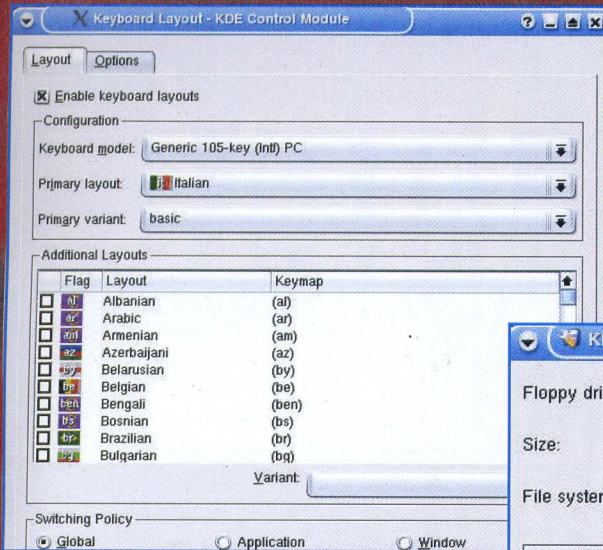 Keyboard Layout - KDE Control Module
Layout Options
Enable keyboard layouts
Configuration
Keyboard model: Generic 105-key (Intl) PC
Primary layout: Italian
Primary variant: basic
Additional Layouts
Flag Layout Keymap
al Albanian (al)
ar Arabic (ar)
am Armenian (am)
az Azerbaijani (az)
by Belarusian (by)
be Belgian (be)
ben Bengali (ben)
bs Bosnian (bs)
br Brazilian (br)
bg Bulgarian (bg)
Variant:
Switching Policy
Global Application Window
Floppy dri
Size:
File system